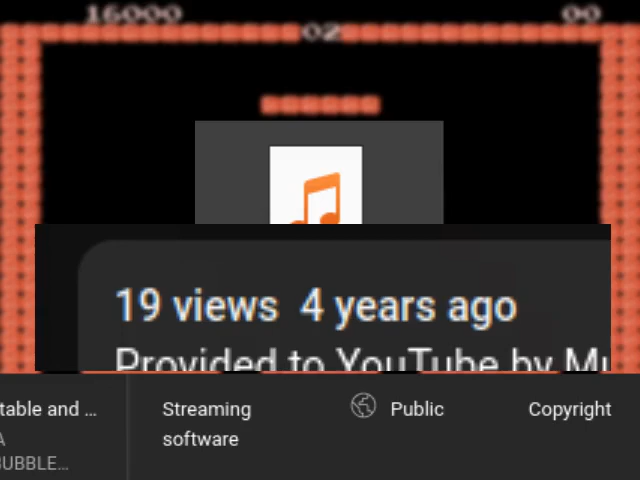 16000 00
02
19 views 4 years ago
Provided to YouTube by
table and ... Streaming software Public Copyright
BUBBLE...